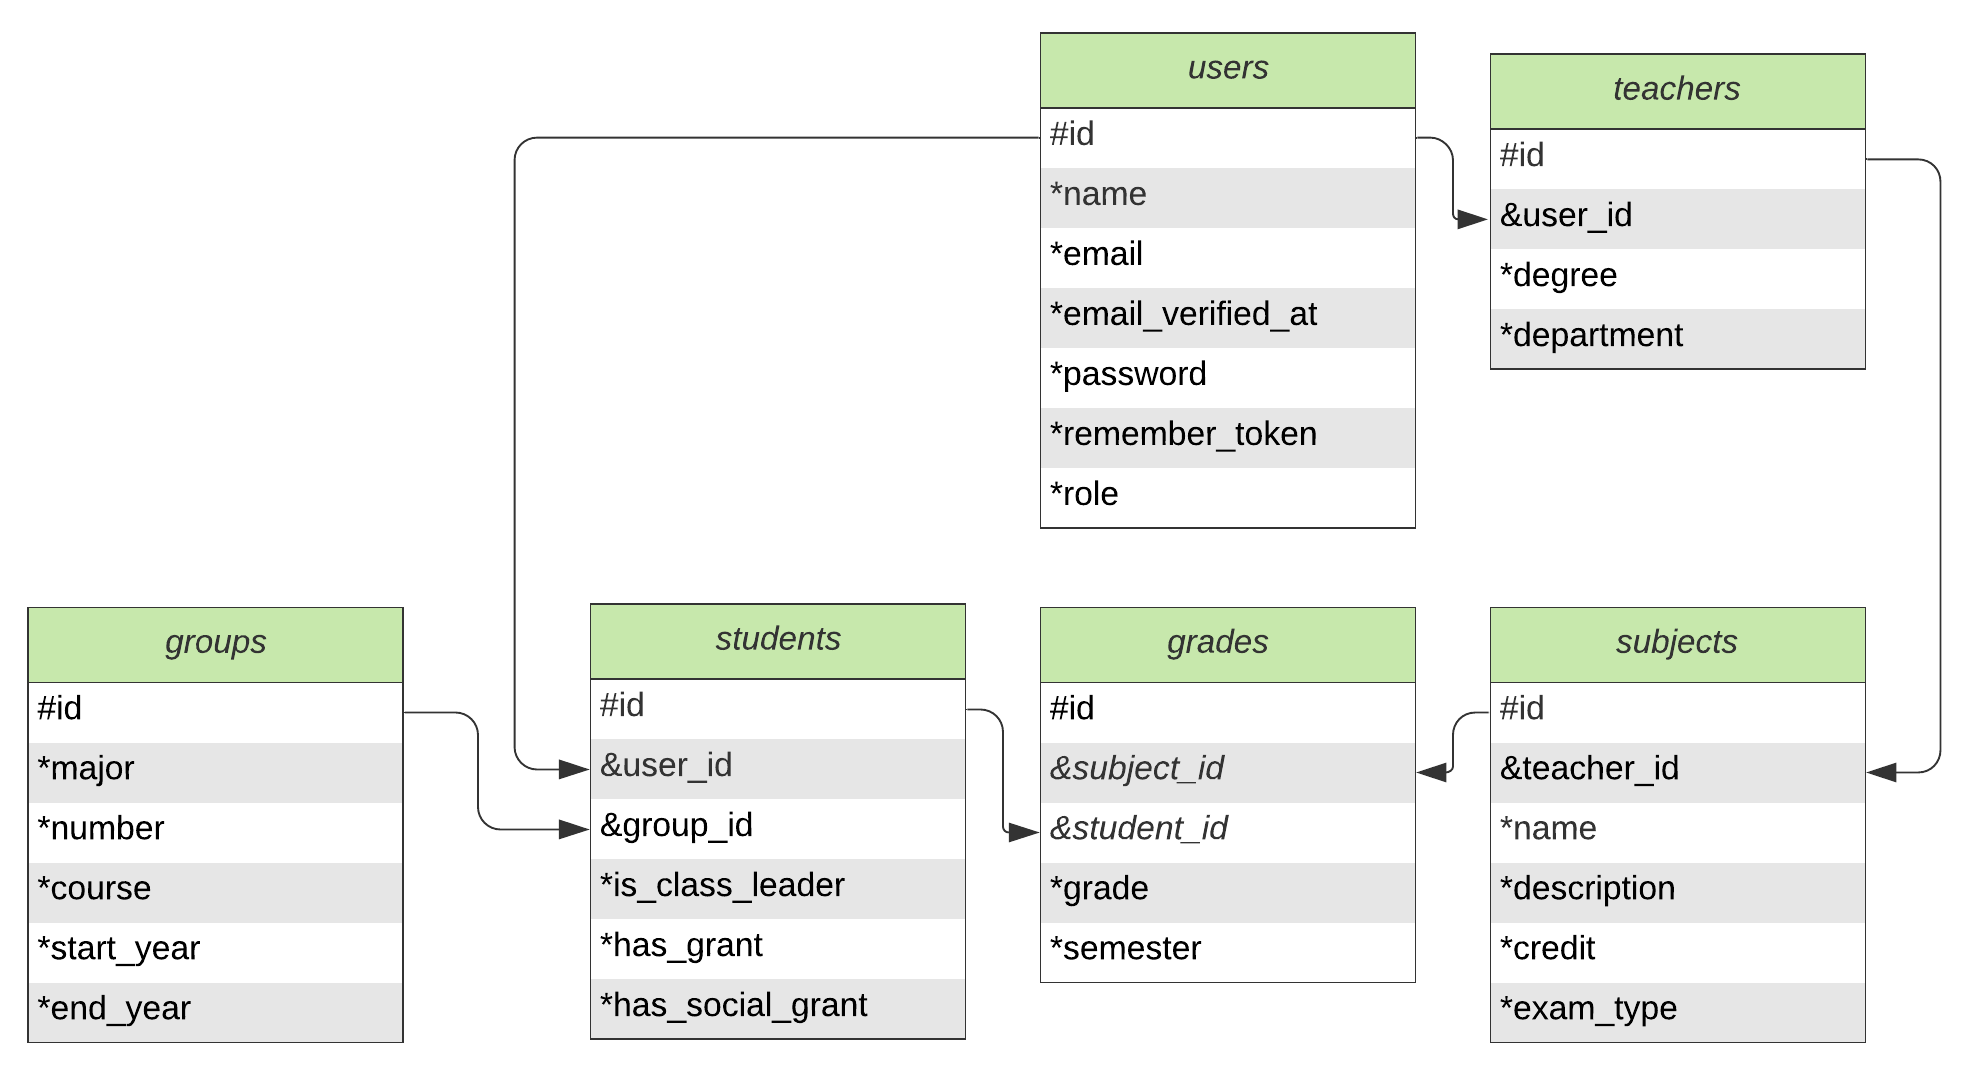 users
#id
*name
*email
*email_verified_at
*password
*remember_token
*role
teachers
#id
&user_id
*degree
*department
groups
#id
*major
*number
*course
*start_year
*end_year
students
#id
&user_id
&group_id
*is_class_leader
*has_grant
*has_social_grant
grades
#id
&subject_id
&student_id
*grade
*semester
subjects
#id
&teacher_id
*name
*description
*credit
*exam_type